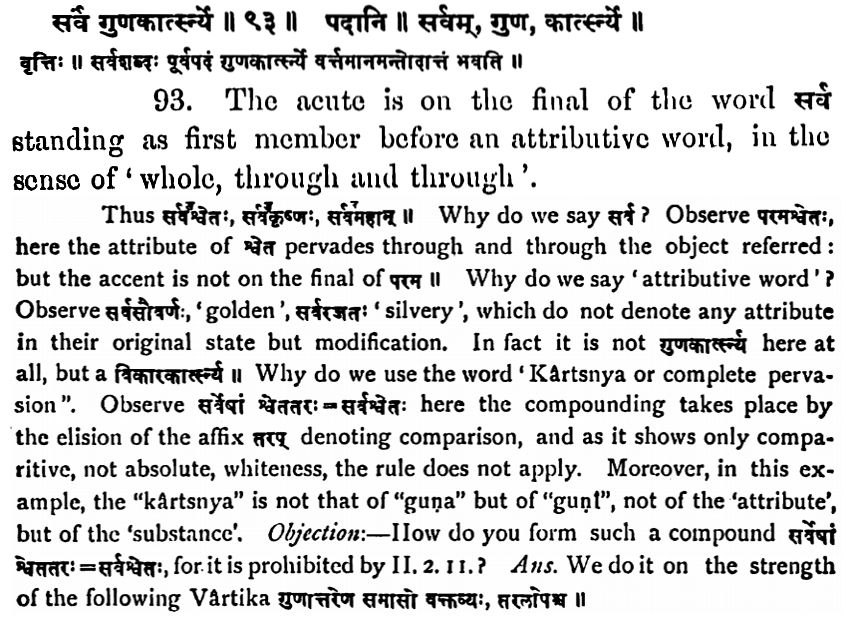 सर्वं गुणकार्त्स्न्ये ॥ ९३ ॥ पदानि ॥ सर्वम्, गुण, कार्त्स्न्ये ॥
वृत्तिः ॥ सर्वशब्दः पूर्वपदं गुणकार्त्स्न्ये वर्त्तमानमन्तोदात्तं भवति ॥
93. The acute is on the final of the word सर्व
standing as first member before an attributive word, in the
sense of ‘ whole, through and through ’.
Thus सर्वश्वेतः, सर्वकृष्णः, सर्वमहान् ॥ Why do we say सर्व ? Observe परमश्वेतः,
here the attribute of श्वेत pervades through and through the object referred :
but the accent is not on the final of परम ॥ Why do we say ‘ attributive word ’ ?
Observe सर्वसौवर्णः, ‘ golden ’, सर्वरजतः ‘ silvery ’, which do not denote any attribute
in their original state but modification. In fact it is not गुणकार्त्स्न्य here at
all, but a विकारकार्त्स्न्य ॥ Why do we use the word ‘ Kârtsnya or complete perva-
sion ”. Observe सर्वेषां श्वेततरः = सर्वश्वेतः here the compounding takes place by
the elision of the affix तरप् denoting comparison, and as it shows only compa-
ritive, not absolute, whiteness, the rule does not apply. Moreover, in this ex-
ample, the “kârtsnya” is not that of “guṇa” but of “guṇî”, not of the ‘attribute’,
but of the ‘substance’. Objection:—How do you form such a compound सर्वेषां
श्वेततरः = सर्वश्वेतः, for it is prohibited by II. 2. 11. ? Ans. We do it on the strength
of the following Vârtika गुणात्तरेण समासो वक्तव्यः, तरलोपश्च ॥